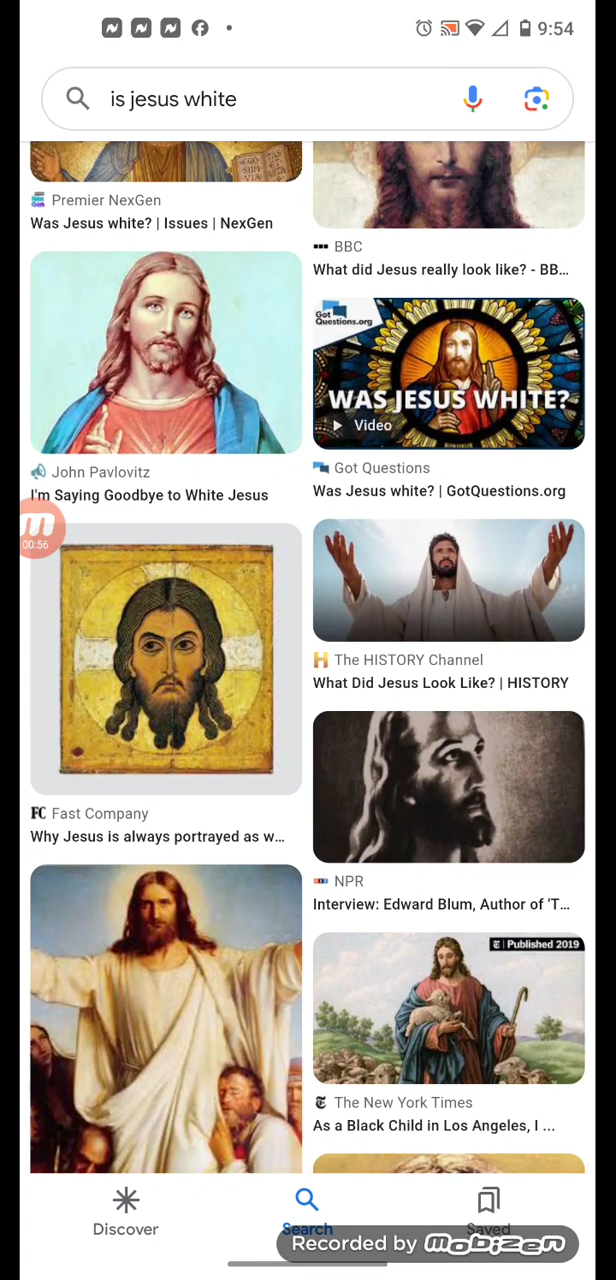 9:54
is jesus white
Premier NexGen
Was Jesus white? | Issues | NexGen
BBC
What did Jesus really look like? - BB...
Got
Questions.org
WAS JESUS WHITE?
Video
John Pavlovitz
I'm Saying Goodbye to White Jesus
Got Questions
Was Jesus white? | GotQuestions.org
00:56
The HISTORY Channel
What Did Jesus Look Like? | HISTORY
FC Fast Company
Why Jesus is always portrayed as w...
NPR
Interview: Edward Blum, Author of 'T...
Published 2019
The New York Times
As a Black Child in Los Angeles, I ...
Discover
Search
Saved
Recorded by mobizen